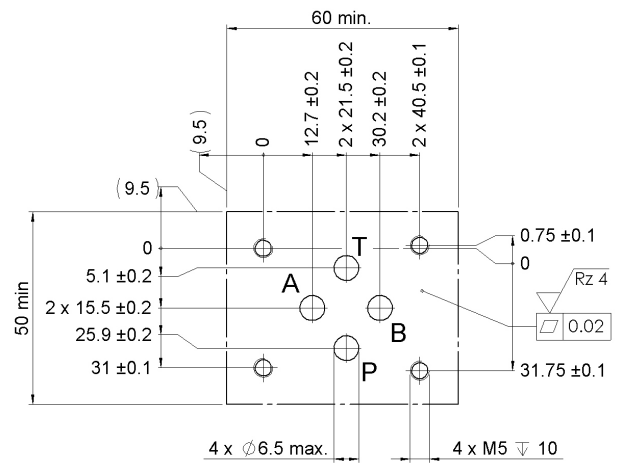 60 min.
(9.5)
0
12.7 ±0.2
2 x 21.5 ±0.2
30.2 ±0.2
2 x 40.5 ±0.1
(9.5)
0
5.1 ±0.2
2 x 15.5 ±0.2
25.9 ±0.2
31 ±0.1
50 min
T
A
B
P
0.75 ±0.1
0
Rz 4
0.02
31.75 ±0.1
4 x ∅6.5 max.
4 x M5 ↧ 10